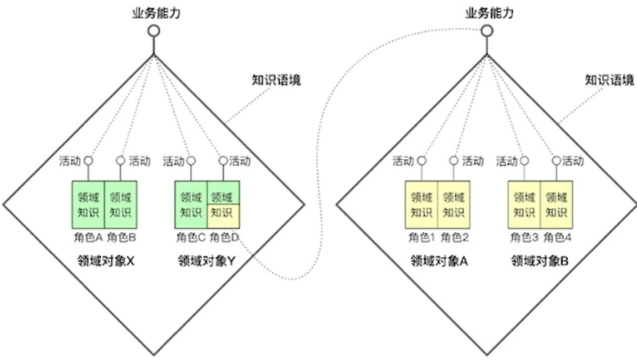 业务能力
业务能力
知识语境
知识语境
活动 活动 活动 活动
活动 活动 活动 活动
领域 领域 领域 领域
知识 知识 知识 知识
领域 领域 领域 领域
知识 知识 知识 知识
角色A 角色B 角色C 角色D
角色1 角色2 角色3 角色4
领域对象X 领域对象Y
领域对象A 领域对象B